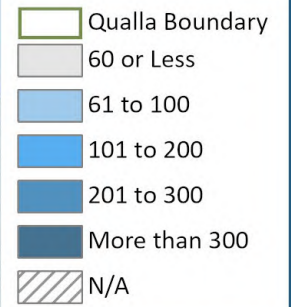 Qualla Boundary
60 or Less
61 to 100
101 to 200
201 to 300
More than 300
N/A